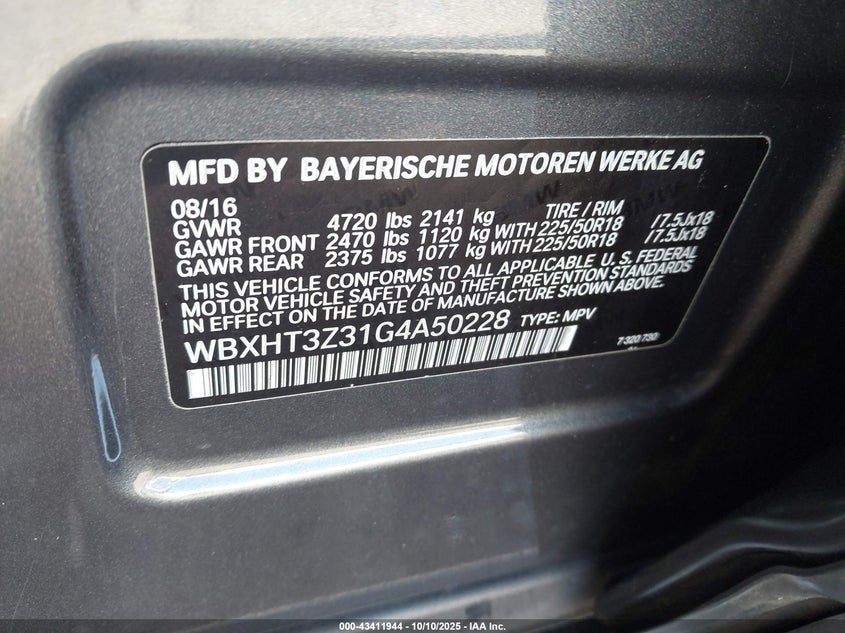 MFD BY BAYERISCHE MOTOREN WERKE AG
08/16 TIRE / RIM
GVWR 4720 lbs 2141 kg
GAWR FRONT 2470 lbs 1120 kg WITH 225/50R18 /7.5Jx18
GAWR REAR 2375 lbs 1077 kg WITH 225/50R18 /7.5Jx18
THIS VEHICLE CONFORMS TO ALL APPLICABLE U. S. FEDERAL
MOTOR VEHICLE SAFETY AND THEFT PREVENTION STANDARDS
IN EFFECT ON THE DATE OF MANUFACTURE SHOWN ABOVE.
WBXHT3Z31G4A50228 TYPE: MPV
7 320 730
000-43411944 - 10/10/2025 - IAA Inc.